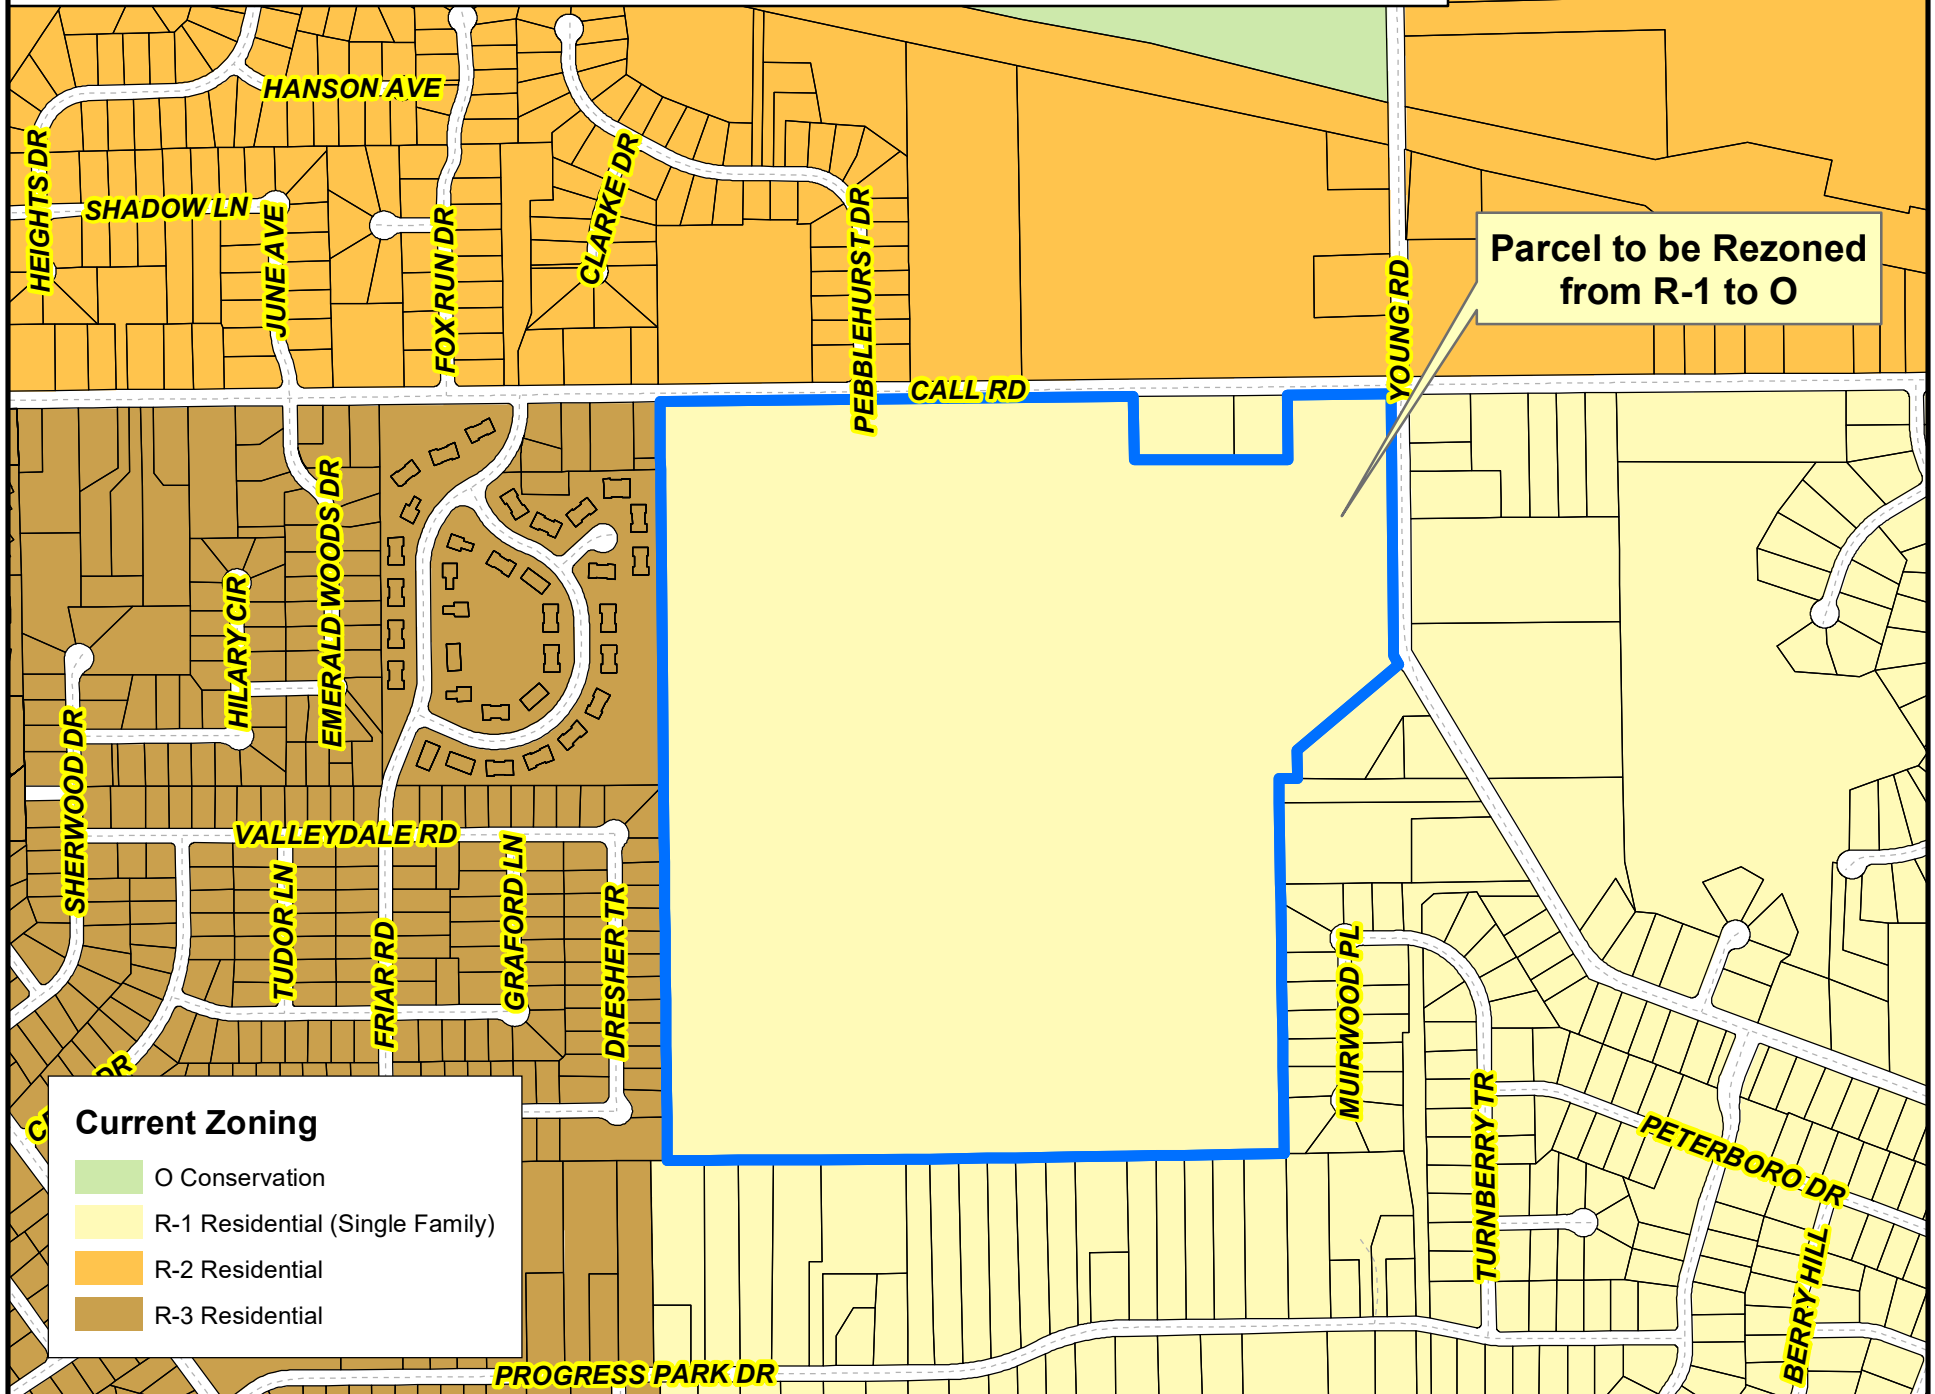 HANSON AVE
HEIGHTS DR
SHADOW LN
JUNE AVE
FOX RUN DR
CLARKE DR
PEBBLEHURST DR
YOUNG RD
Parcel to be Rezoned
from R-1 to O
CALL RD
EMERALD WOODS DR
HILARY CIR
SHERWOOD DR
VALLEYDALE RD
TUDOR LN
FRIAR RD
GRAFORD LN
DRESHER TR
MUIRWOOD PL
TURNBERRY TR
PETERBORO DR
BERRY HILL
DR
Current Zoning
O Conservation
R-1 Residential (Single Family)
R-2 Residential
R-3 Residential
PROGRESS PARK DR